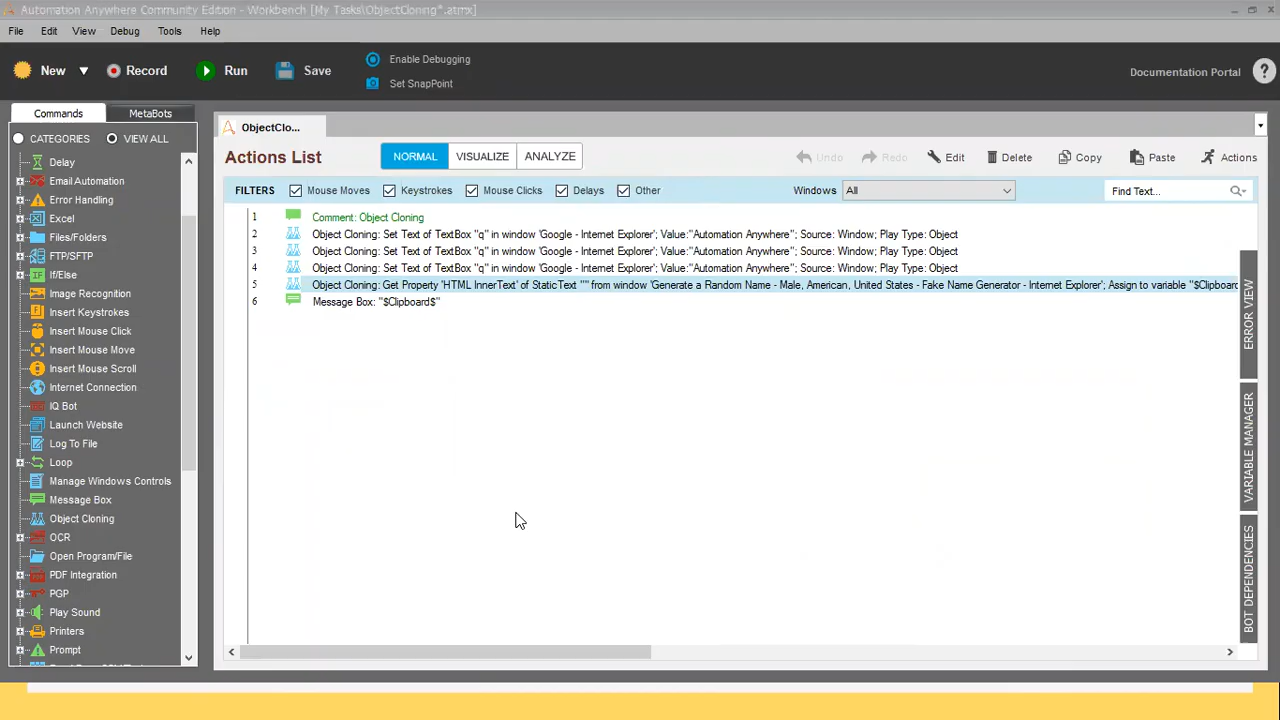 Automation Anywhere Community Edition - Workbench [My Tasks\ObjectCloning*.atmx]
File Edit View Debug Tools Help
New Record Run Save
Enable Debugging
Set SnapPoint
Documentation Portal ?
Commands MetaBots
CATEGORIES VIEW ALL
Delay
Email Automation
Error Handling
Excel
Files/Folders
FTP/SFTP
If/Else
Image Recognition
Insert Keystrokes
Insert Mouse Click
Insert Mouse Move
Insert Mouse Scroll
Internet Connection
IQ Bot
Launch Website
Log To File
Loop
Manage Windows Controls
Message Box
Object Cloning
OCR
Open Program/File
PDF Integration
PGP
Play Sound
Printers
Prompt
ObjectClo...
Actions List NORMAL VISUALIZE ANALYZE Undo Redo Edit Delete Copy Paste Actions
FILTERS Mouse Moves Keystrokes Mouse Clicks Delays Other Windows All Find Text...
1 Comment: Object Cloning
2 Object Cloning: Set Text of TextBox "q" in window 'Google - Internet Explorer'; Value:"Automation Anywhere"; Source: Window; Play Type: Object
3 Object Cloning: Set Text of TextBox "q" in window 'Google - Internet Explorer'; Value:"Automation Anywhere"; Source: Window; Play Type: Object
4 Object Cloning: Set Text of TextBox "q" in window 'Google - Internet Explorer'; Value:"Automation Anywhere"; Source: Window; Play Type: Object
5 Object Cloning: Get Property 'HTML InnerText' of StaticText "" from window 'Generate a Random Name - Male, American, United States - Fake Name Generator - Internet Explorer'; Assign to variable "$Clipboard
6 Message Box: "$Clipboard$"
ERROR VIEW
VARIABLE MANAGER
BOT DEPENDENCIES